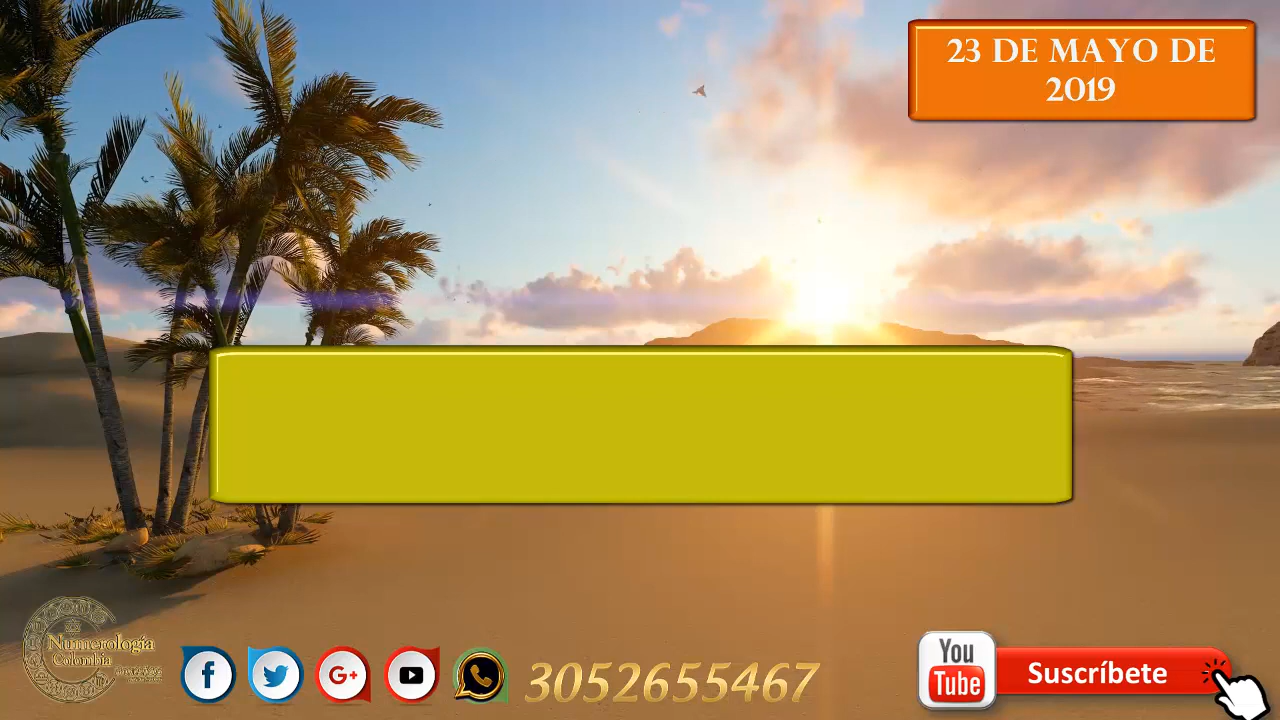 23 DE MAYO DE
2019
Numerología
Colombia
3052655467
You
Tube
Suscríbete